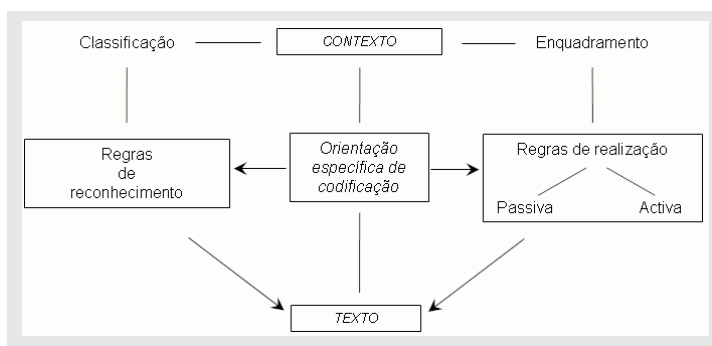 Classificação
CONTEXTO
Enquadramento
Regras
de
reconhecimento
Orientação
específica de
codificação
Regras de realização
Passiva
Activa
TEXTO